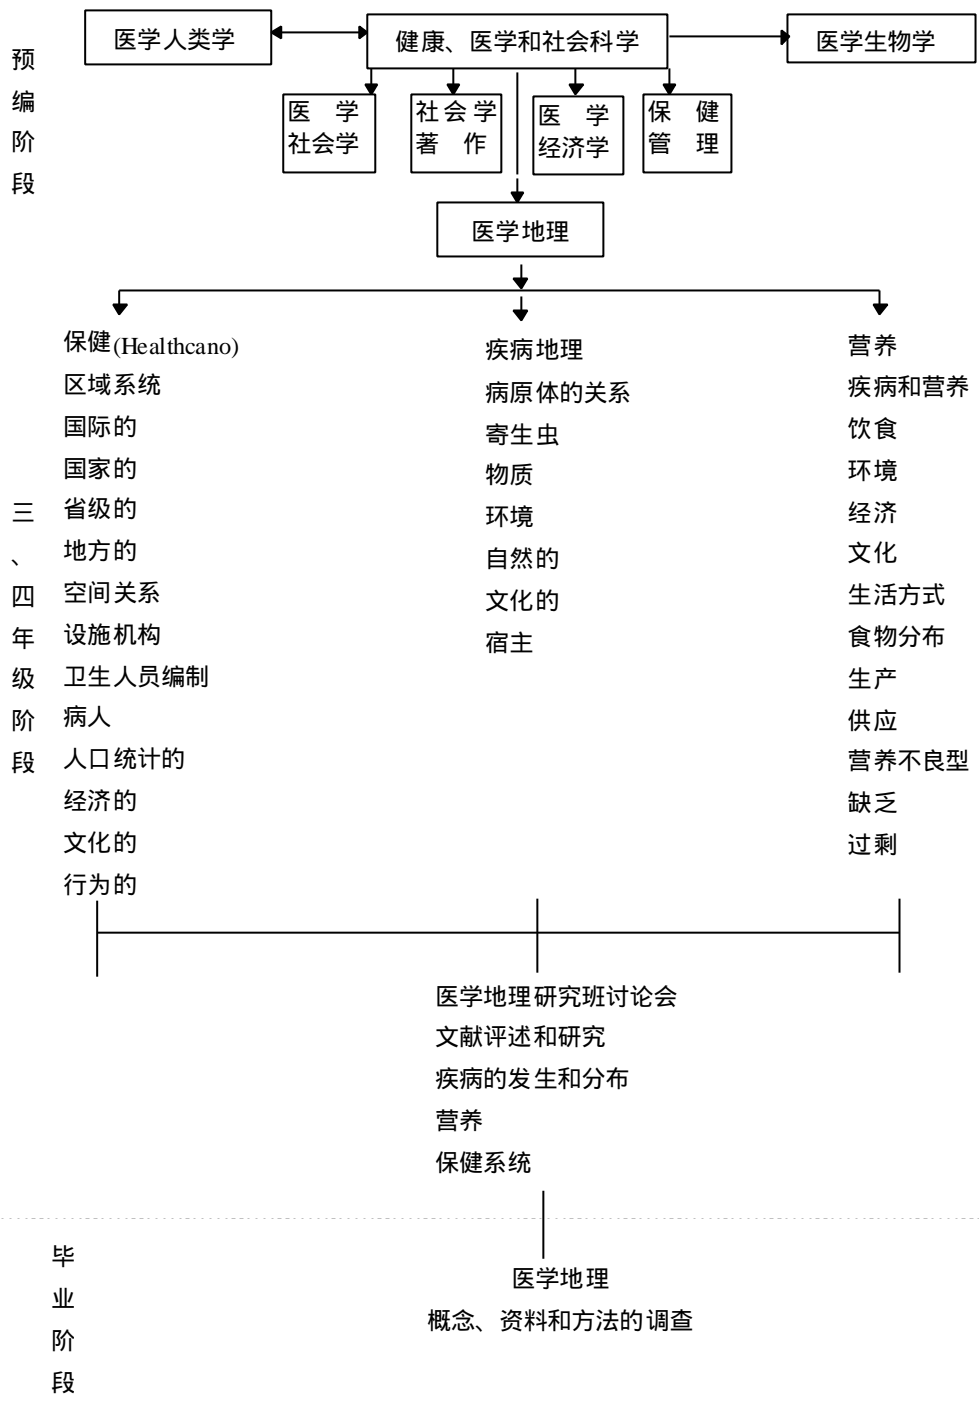 预
编
阶
段
医学人类学
健康、医学和社会科学
医学生物学
医 学
社会学
社会学
著 作
医 学
经济学
保 健
管 理
医学地理
三
、
四
年
级
阶
段
保健(Healthcano)
区域系统
国际的
国家的
省级的
地方的
空间关系
设施机构
卫生人员编制
病人
人口统计的
经济的
文化的
行为的
疾病地理
病原体的关系
寄生虫
物质
环境
自然的
文化的
宿主
营养
疾病和营养
饮食
环境
经济
文化
生活方式
食物分布
生产
供应
营养不良型
缺乏
过剩
医学地理研究班讨论会
文献评述和研究
疾病的发生和分布
营养
保健系统
毕
业
阶
段
医学地理
概念、资料和方法的调查